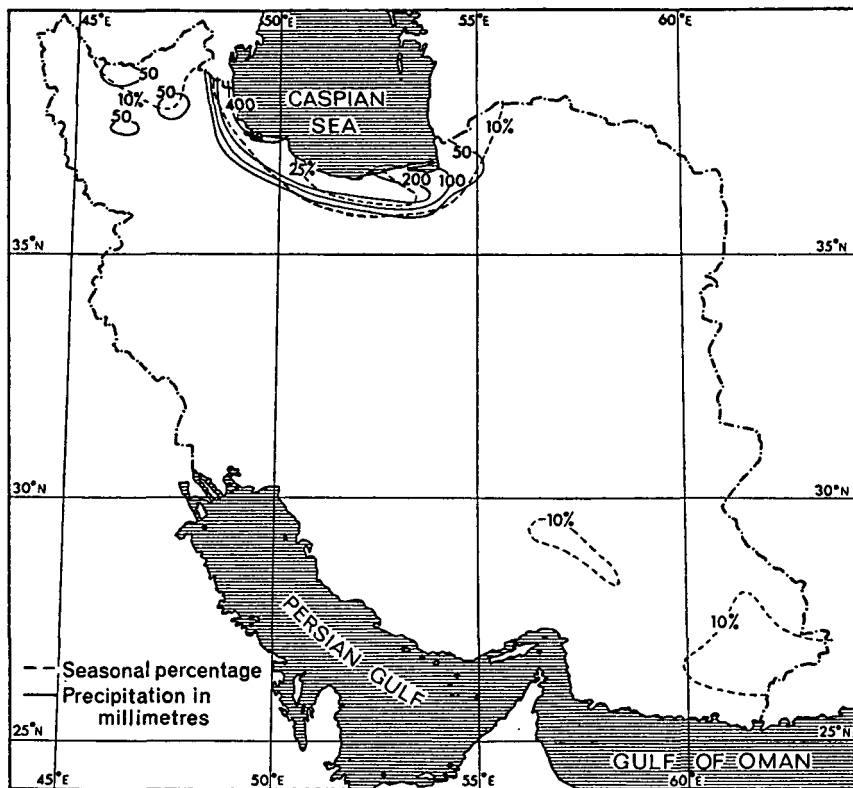 45°E 50°E 55°E 60°E
50
10%
50
50
400
CASPIAN
SEA
10%
50
25%
200 100
35°N 35°N
30°N 30°N
10%
10%
PERSIAN GULF
Seasonal percentage
Precipitation in
millimetres
25°N 25°N
GULF OF OMAN
45°E 50°E 55°E 60°E